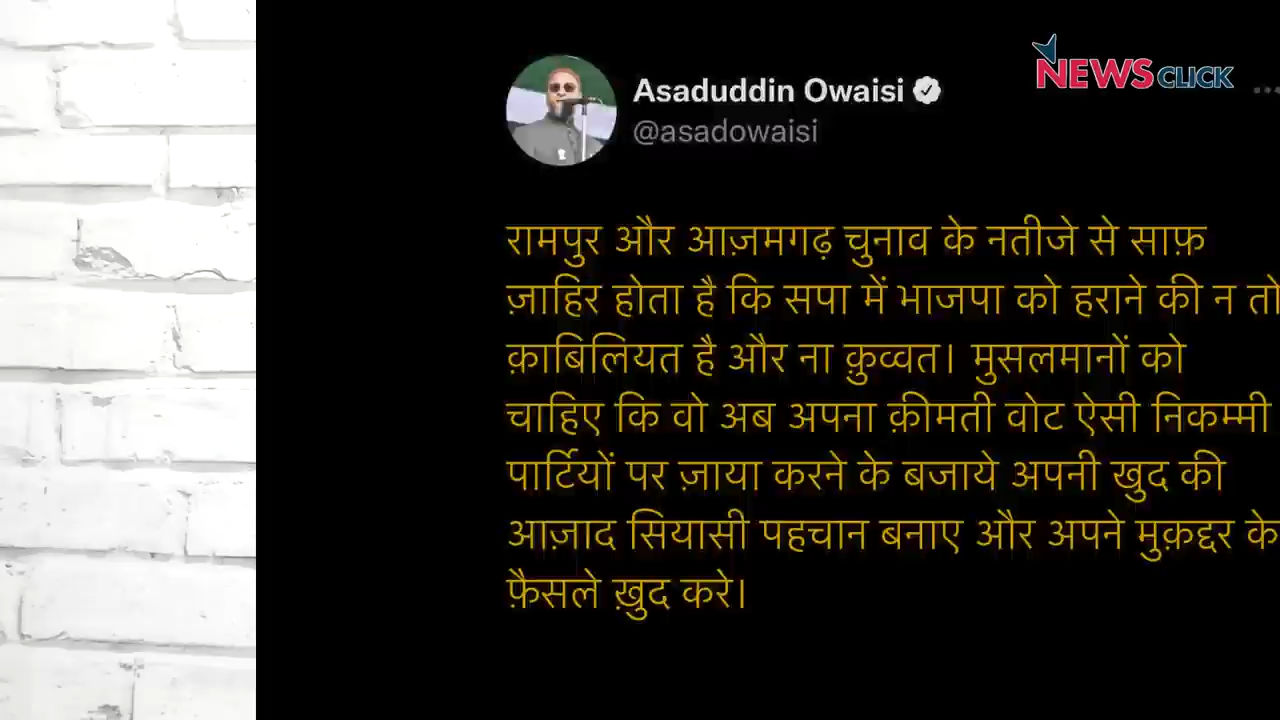 NEWSCLICK
Asaduddin Owaisi
@asadowaisi
रामपुर और आज़मगढ़ चुनाव के नतीजे से साफ़
ज़ाहिर होता है कि सपा में भाजपा को हराने की न तो
क़ाबिलियत है और ना क़ुव्वत। मुसलमानों को
चाहिए कि वो अब अपना क़ीमती वोट ऐसी निकम्मी
पार्टियों पर ज़ाया करने के बजाये अपनी खुद की
आज़ाद सियासी पहचान बनाए और अपने मुक़द्दर के
फ़ैसले ख़ुद करे।